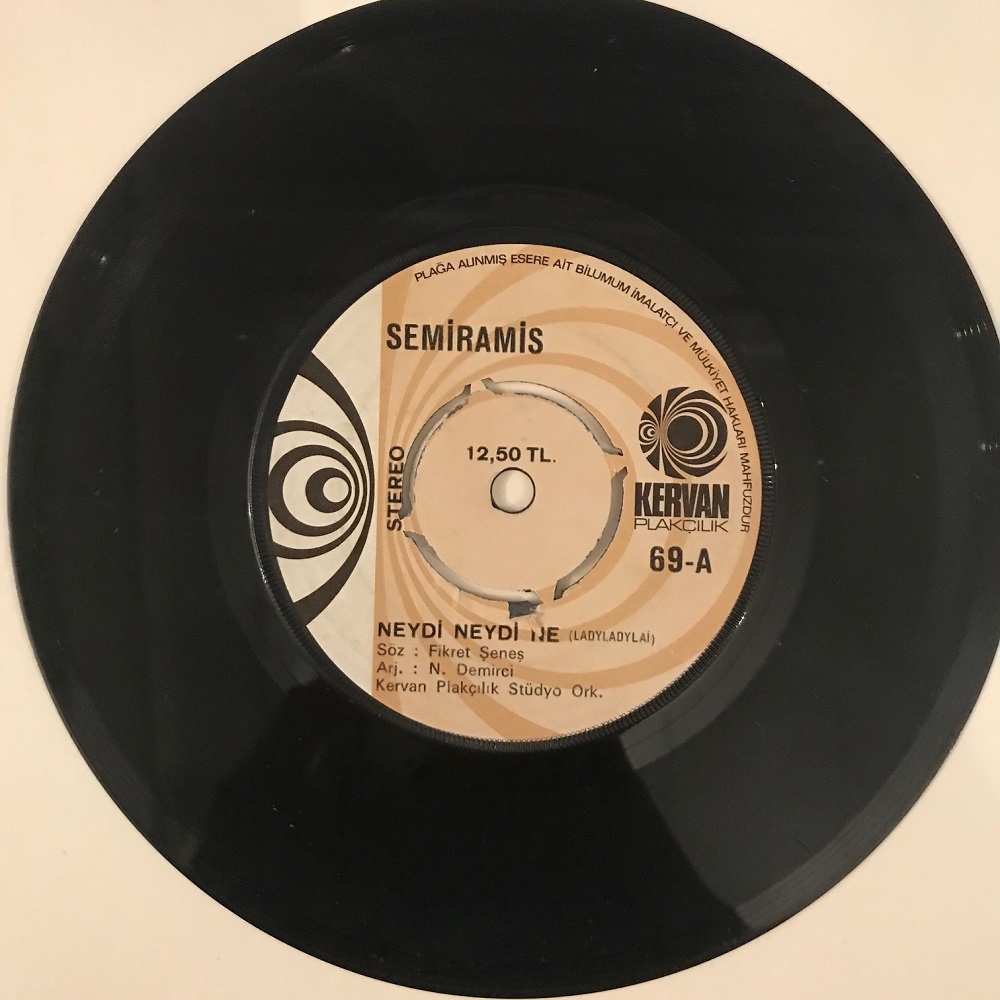 PLAĞA ALINMIŞ ESERE AİT BİLUMUM İMALATÇI VE MÜLKİYET HAKLARI MAHFUZDUR
SEMİRAMİS
STEREO
12,50 TL.
KERVAN
PLAKÇILIK
69-A
NEYDİ NEYDİ NE (LADYLADYLAİ)
Söz : Fikret Şeneş
Arj. : N. Demirci
Kervan Plakçılık Stüdyo Ork.